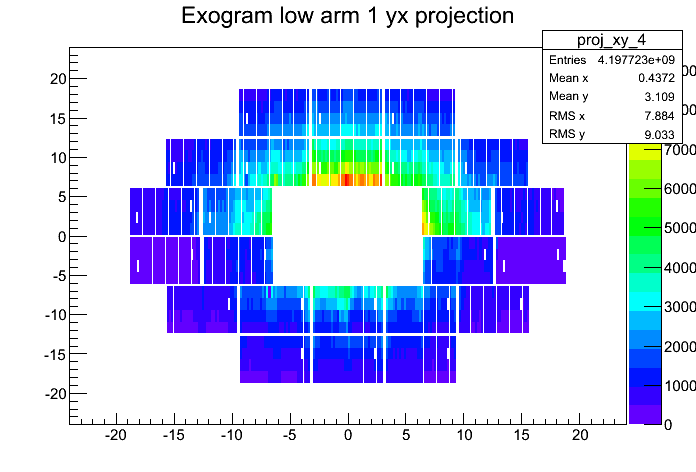 Exogram low arm 1 yx projection
proj_xy_4
Entries 4.197723e+09
Mean x 0.4372
Mean y 3.109
RMS x 7.884
RMS y 9.033
20
15
10
5
0
-5
-10
-15
-20
-20 -15 -10 -5 0 5 10 15 20
7000
6000
5000
4000
3000
2000
1000
0